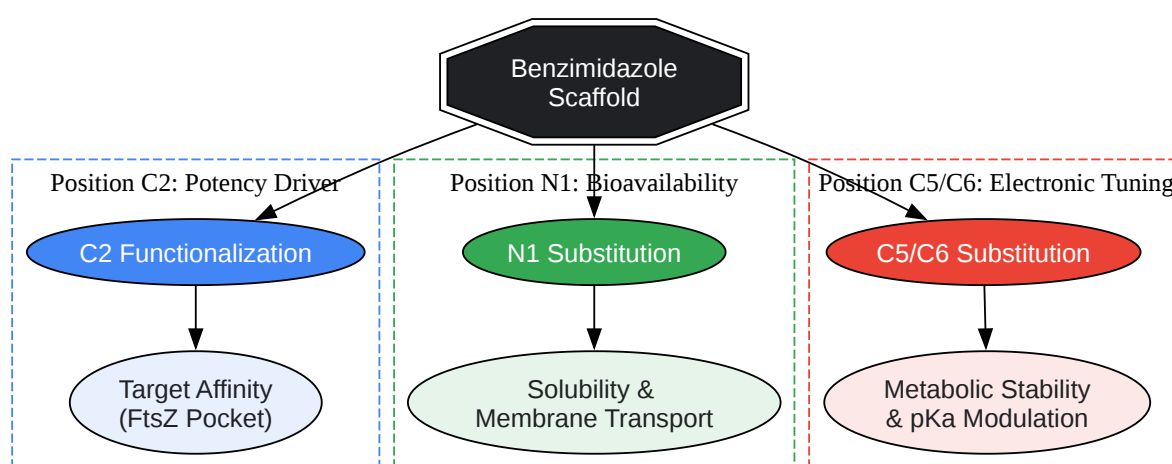 Benzimidazole
Scaffold
Position C2: Potency Driver
Position N1: Bioavailability
Position C5/C6: Electronic Tuning
C2 Functionalization
N1 Substitution
C5/C6 Substitution
Target Affinity
(FtsZ Pocket)
Solubility &
Membrane Transport
Metabolic Stability
& pKa Modulation